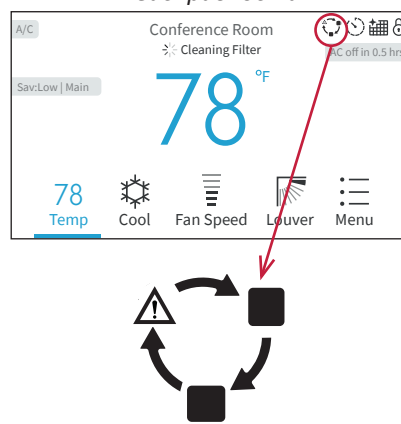 A/C
Conference Room
Cleaning Filter
AC off in 0.5 hrs
Sav:Low | Main
78 °F
78
Temp
Cool
Fan Speed
Louver
Menu